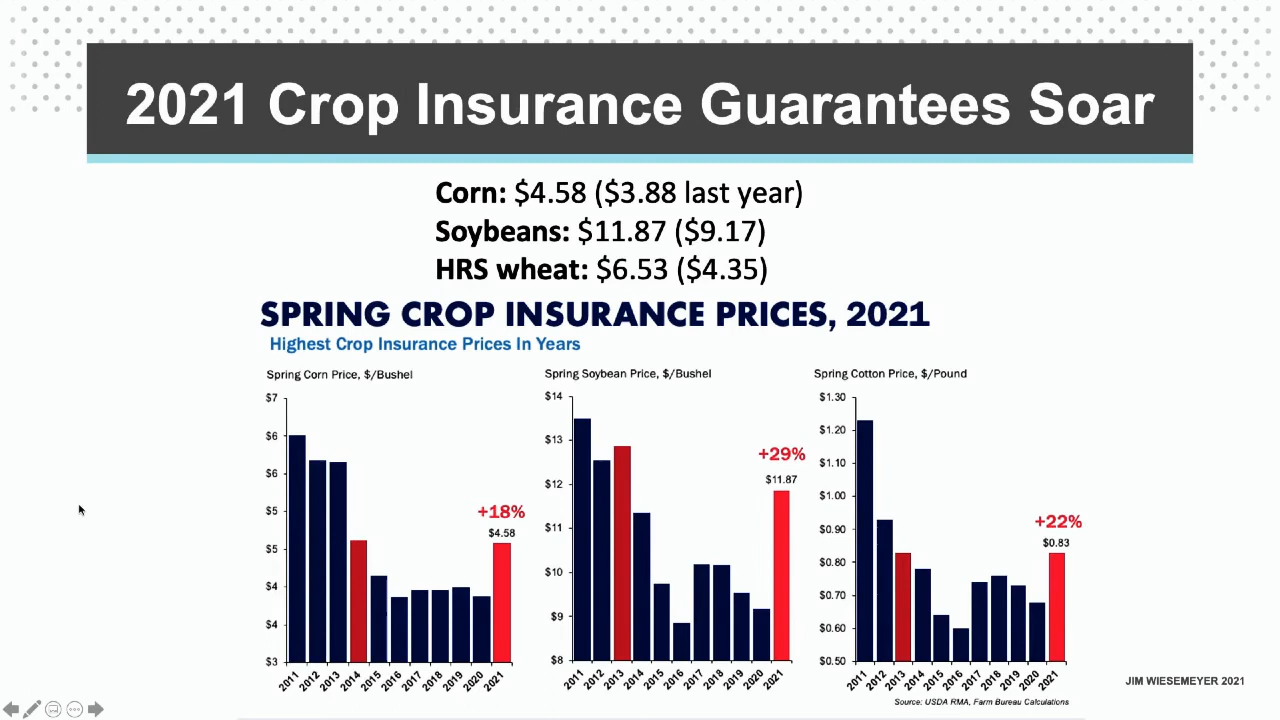 2021 Crop Insurance Guarantees Soar
Corn: $4.58 ($3.88 last year)
Soybeans: $11.87 ($9.17)
HRS wheat: $6.53 ($4.35)
SPRING CROP INSURANCE PRICES, 2021
Highest Crop Insurance Prices In Years
Spring Corn Price, $/Bushel
$7
$6
$6
$5
$5
$4
$4
$3
+18%
$4.58
2011 2012 2013 2014 2015 2016 2017 2018 2019 2020 2021
Spring Soybean Price, $/Bushel
$14
$13
$12
$11
$10
$9
$8
+29%
$11.87
2011 2012 2013 2014 2015 2016 2017 2018 2019 2020 2021
Spring Cotton Price, $/Pound
$1.30
$1.20
$1.10
$1.00
$0.90
$0.80
$0.70
$0.60
$0.50
+22%
$0.83
2011 2012 2013 2014 2015 2016 2017 2018 2019 2020 2021
Source: USDA RMA, Farm Bureau Calculations
JIM WIESEMEYER 2021